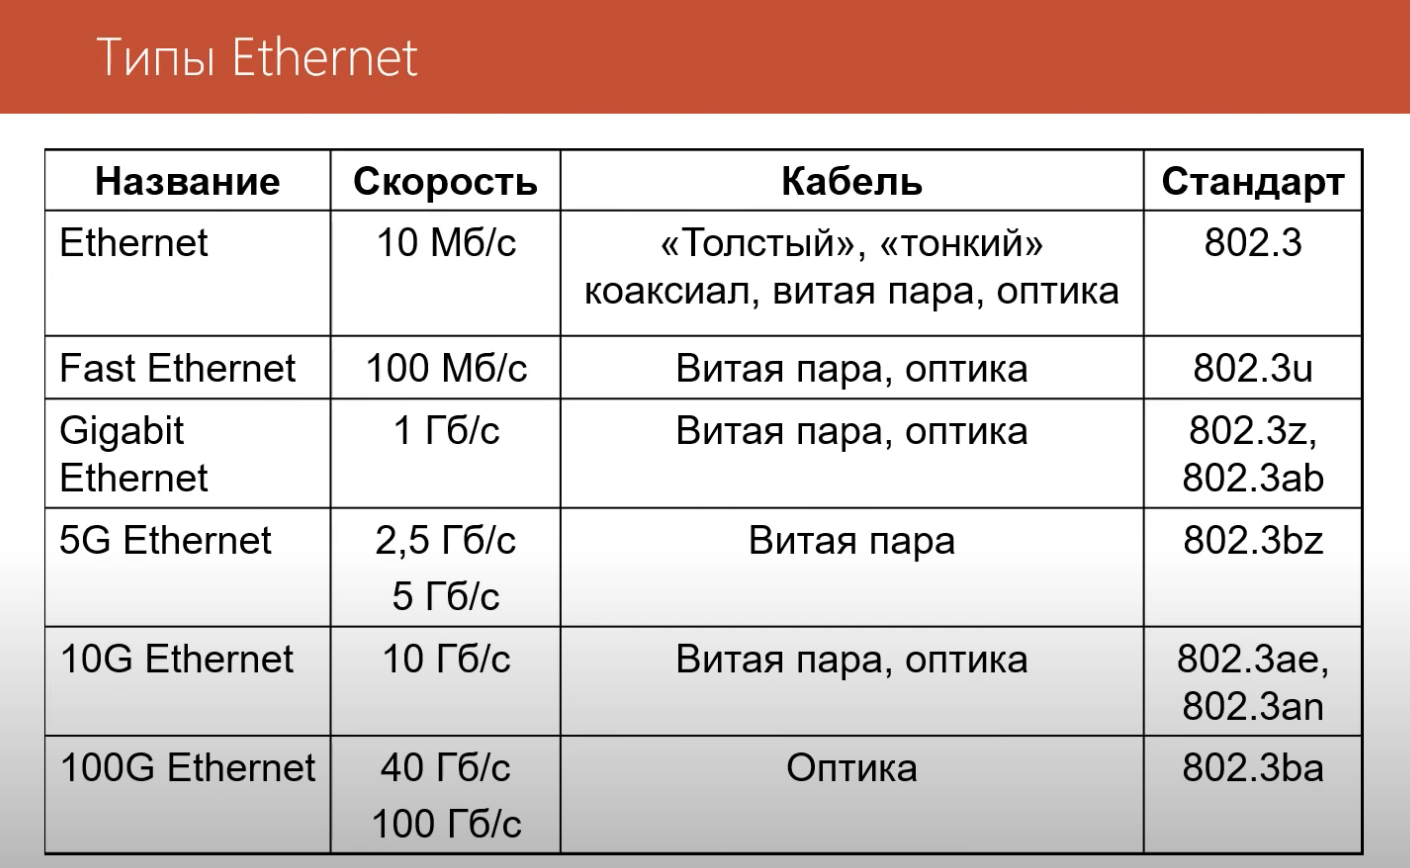 Типы Ethernet
Название Скорость Кабель Стандарт
Ethernet 10 Мб/с «Толстый», «тонкий» 802.3
коаксиал, витая пара, оптика
Fast Ethernet 100 Мб/с Витая пара, оптика 802.3u
Gigabit 1 Гб/с Витая пара, оптика 802.3z,
Ethernet 802.3ab
5G Ethernet 2,5 Гб/с Витая пара 802.3bz
5 Гб/с
10G Ethernet 10 Гб/с Витая пара, оптика 802.3ae,
802.3an
100G Ethernet 40 Гб/с Оптика 802.3ba
100 Гб/с